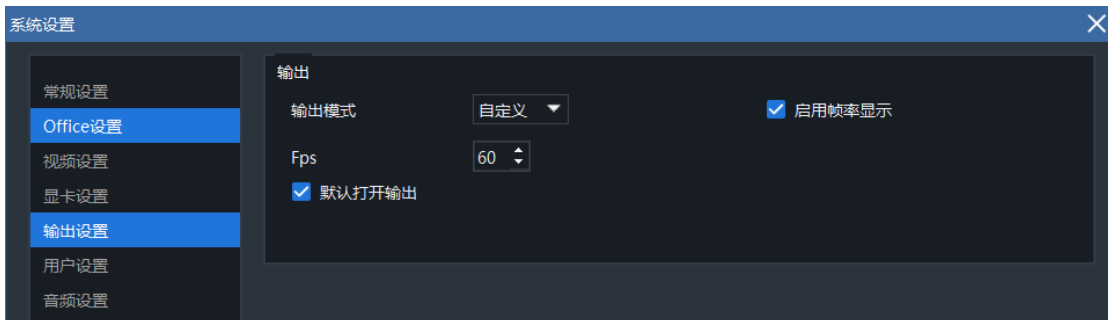 系统设置
常规设置
Office设置
视频设置
显卡设置
输出设置
用户设置
音频设置
输出
输出模式 自定义 启用帧率显示
Fps 60
默认打开输出